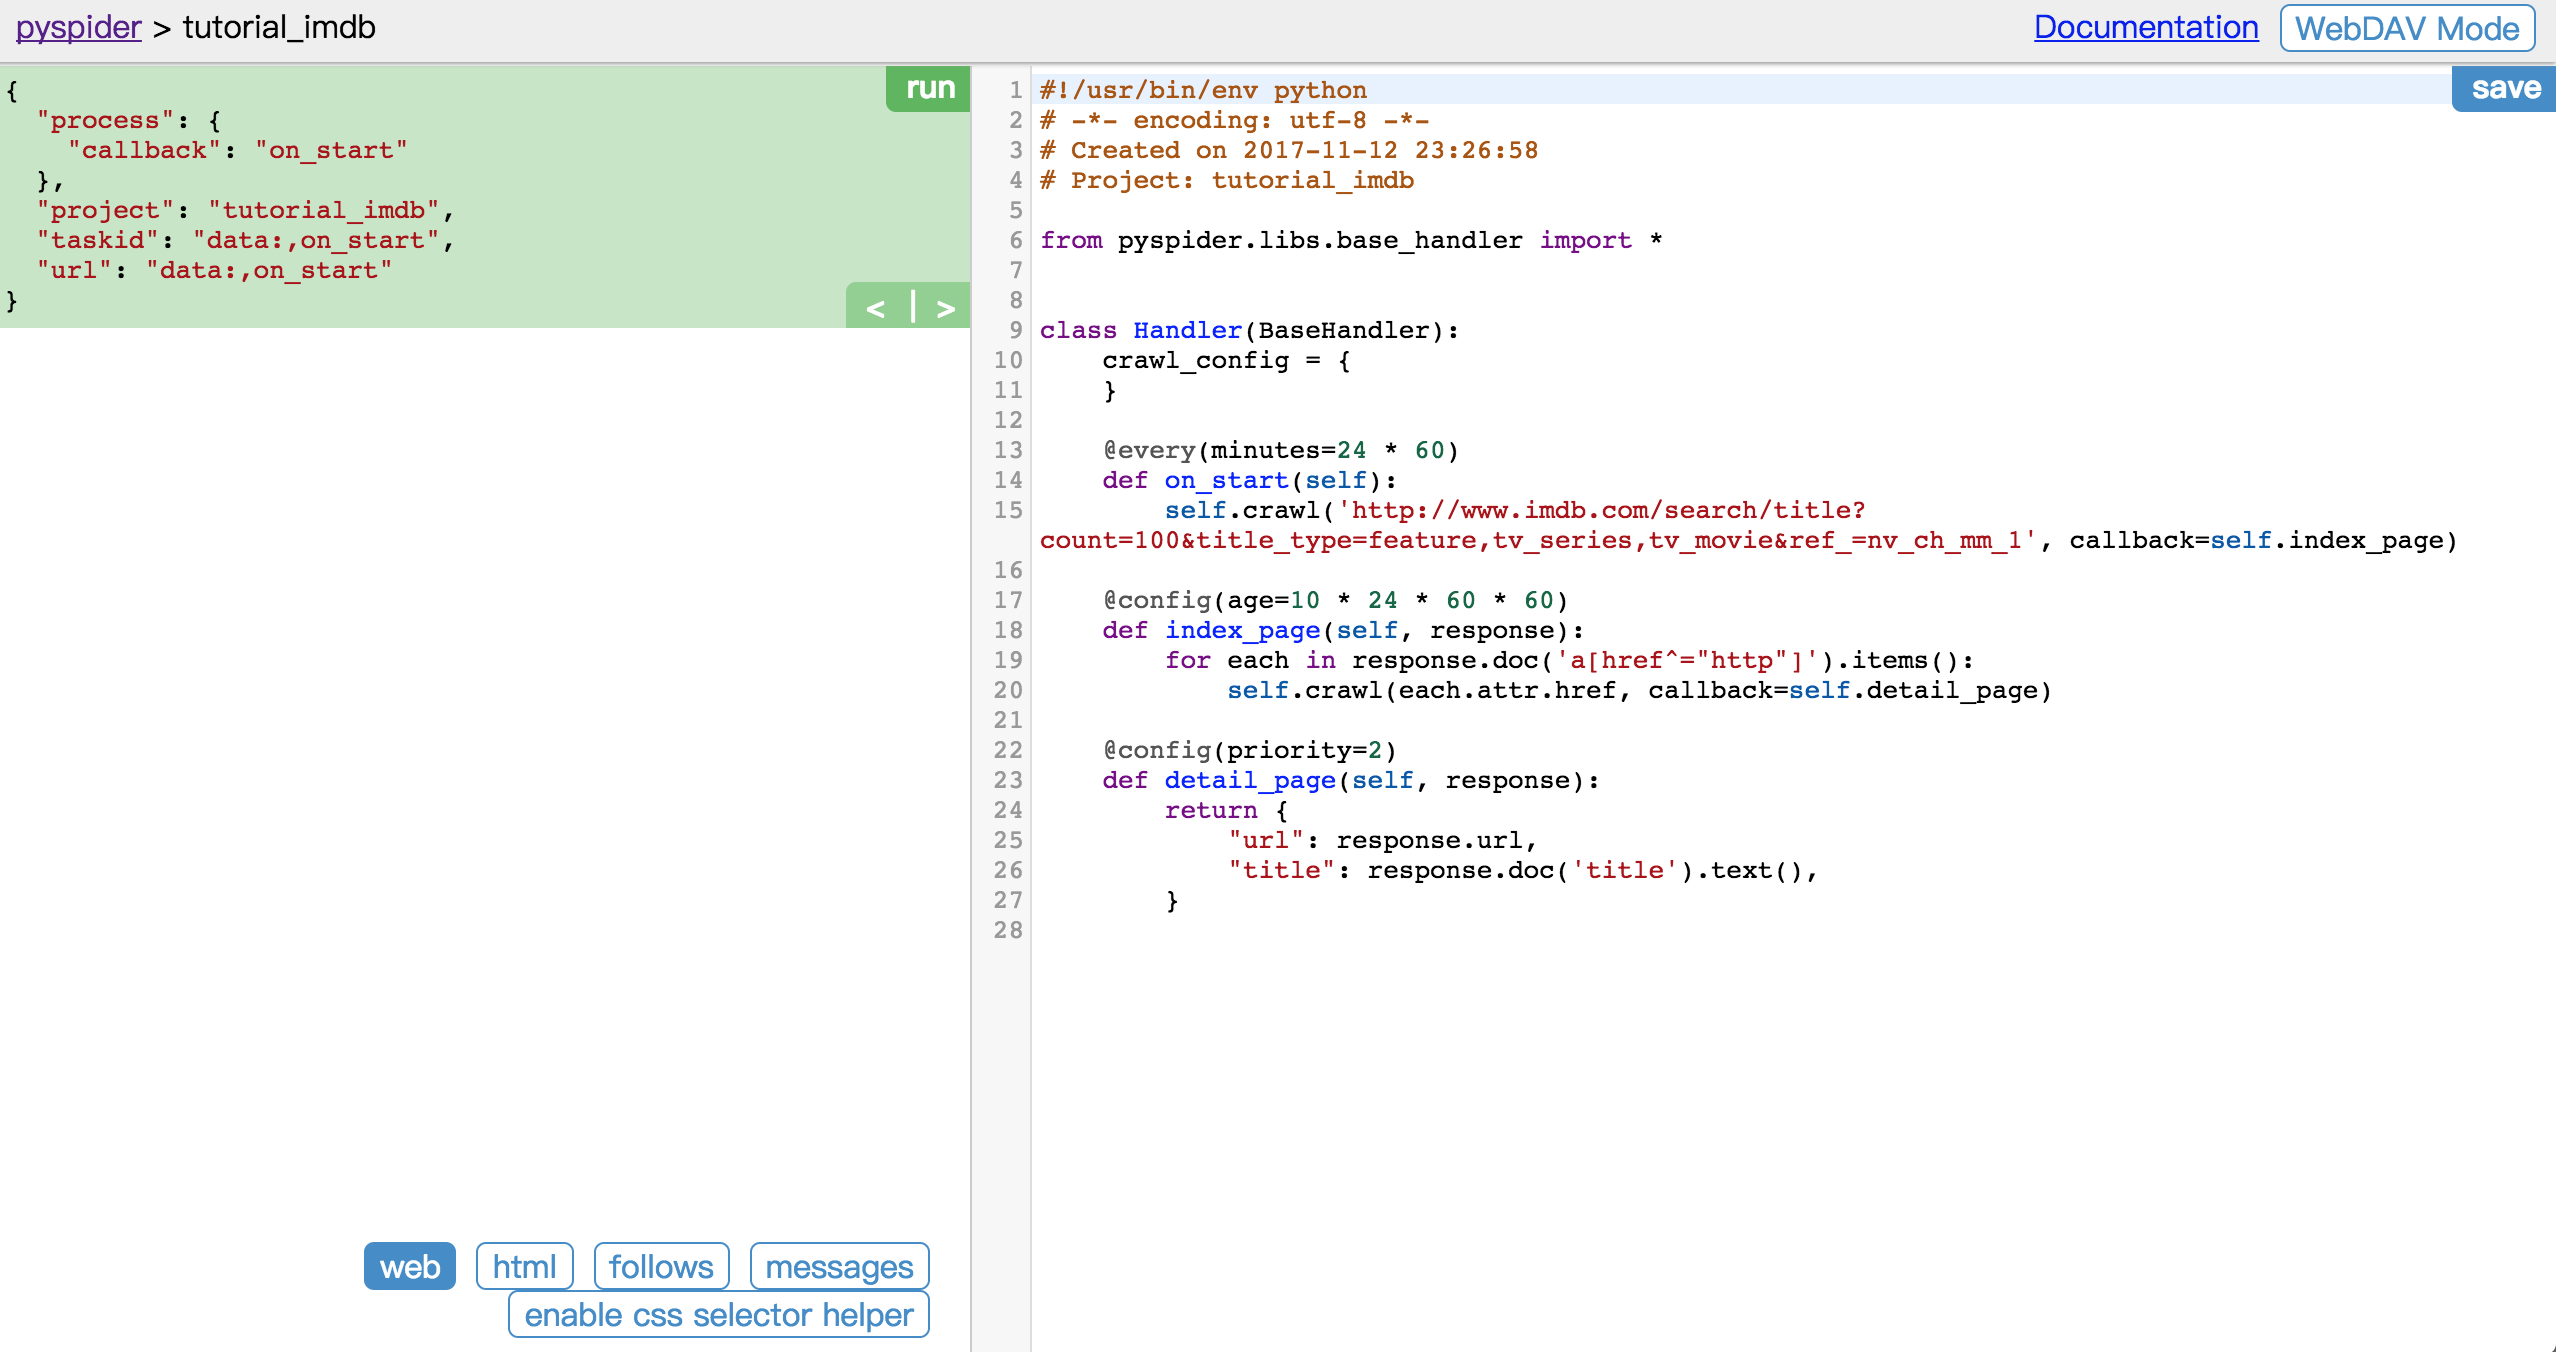 pyspider > tutorial_imdb
Documentation
WebDAV Mode
{
  "process": {
    "callback": "on_start"
  },
  "project": "tutorial_imdb",
  "taskid": "data:,on_start",
  "url": "data:,on_start"
}
run
< | >
web
html
follows
messages
enable css selector helper
save
1 #!/usr/bin/env python
2 # -*- encoding: utf-8 -*-
3 # Created on 2017-11-12 23:26:58
4 # Project: tutorial_imdb
5
6 from pyspider.libs.base_handler import *
7
8
9 class Handler(BaseHandler):
10     crawl_config = {
11     }
12
13     @every(minutes=24 * 60)
14     def on_start(self):
15         self.crawl('http://www.imdb.com/search/title?
count=100&title_type=feature,tv_series,tv_movie&ref_=nv_ch_mm_1', callback=self.index_page)
16
17     @config(age=10 * 24 * 60 * 60)
18     def index_page(self, response):
19         for each in response.doc('a[href^="http"]').items():
20             self.crawl(each.attr.href, callback=self.detail_page)
21
22     @config(priority=2)
23     def detail_page(self, response):
24         return {
25             "url": response.url,
26             "title": response.doc('title').text(),
27         }
28